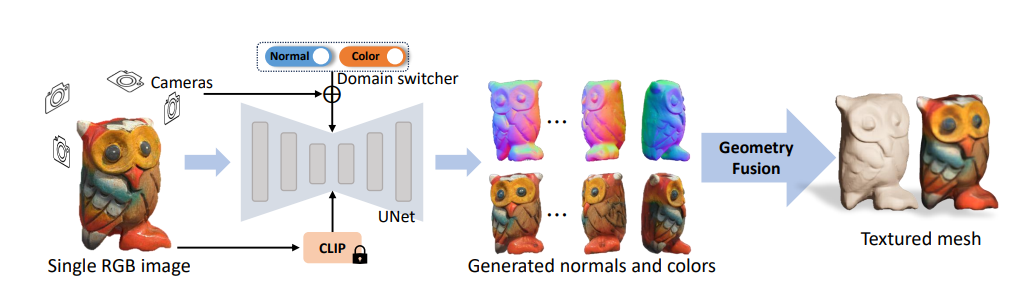 Normal
Color
Domain switcher
Cameras
UNet
CLIP
Single RGB image
...
...
Generated normals and colors
Geometry
Fusion
Textured mesh